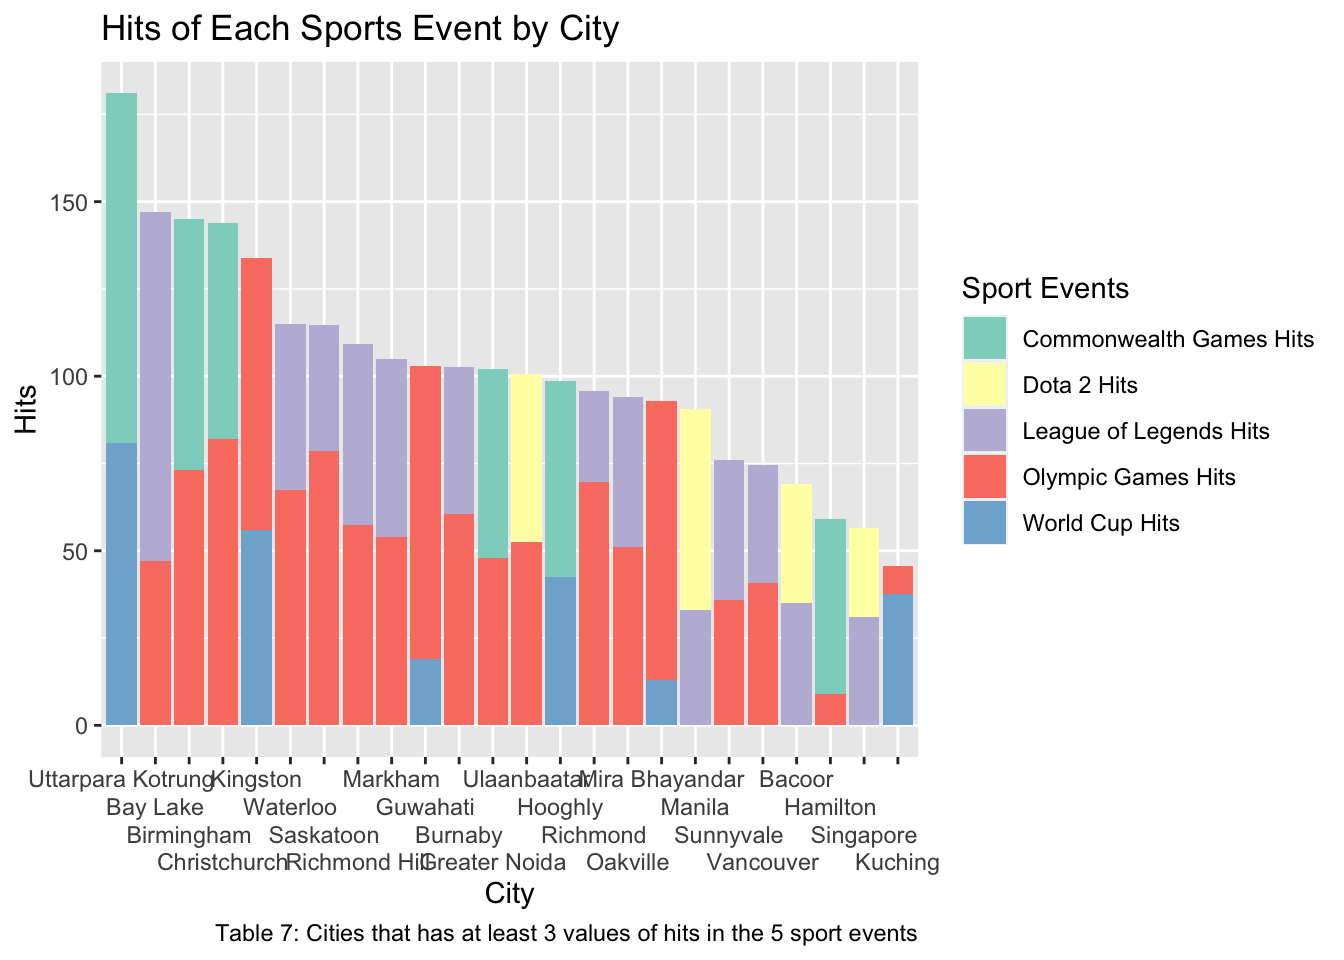 Hits of Each Sports Event by City
150
100
50
0
Hits
Uttarpara Kotrung Kingston Markham Ulaanbaatar Mira Bhayandar Bacoor
Bay Lake Waterloo Guwahati Hooghly Manila Hamilton
Birmingham Saskatoon Burnaby Richmond Sunnyvale Singapore
Christchurch Richmond Hill Greater Noida Oakville Vancouver Kuching
City
Table 7: Cities that has at least 3 values of hits in the 5 sport events
Sport Events
Commonwealth Games Hits
Dota 2 Hits
League of Legends Hits
Olympic Games Hits
World Cup Hits